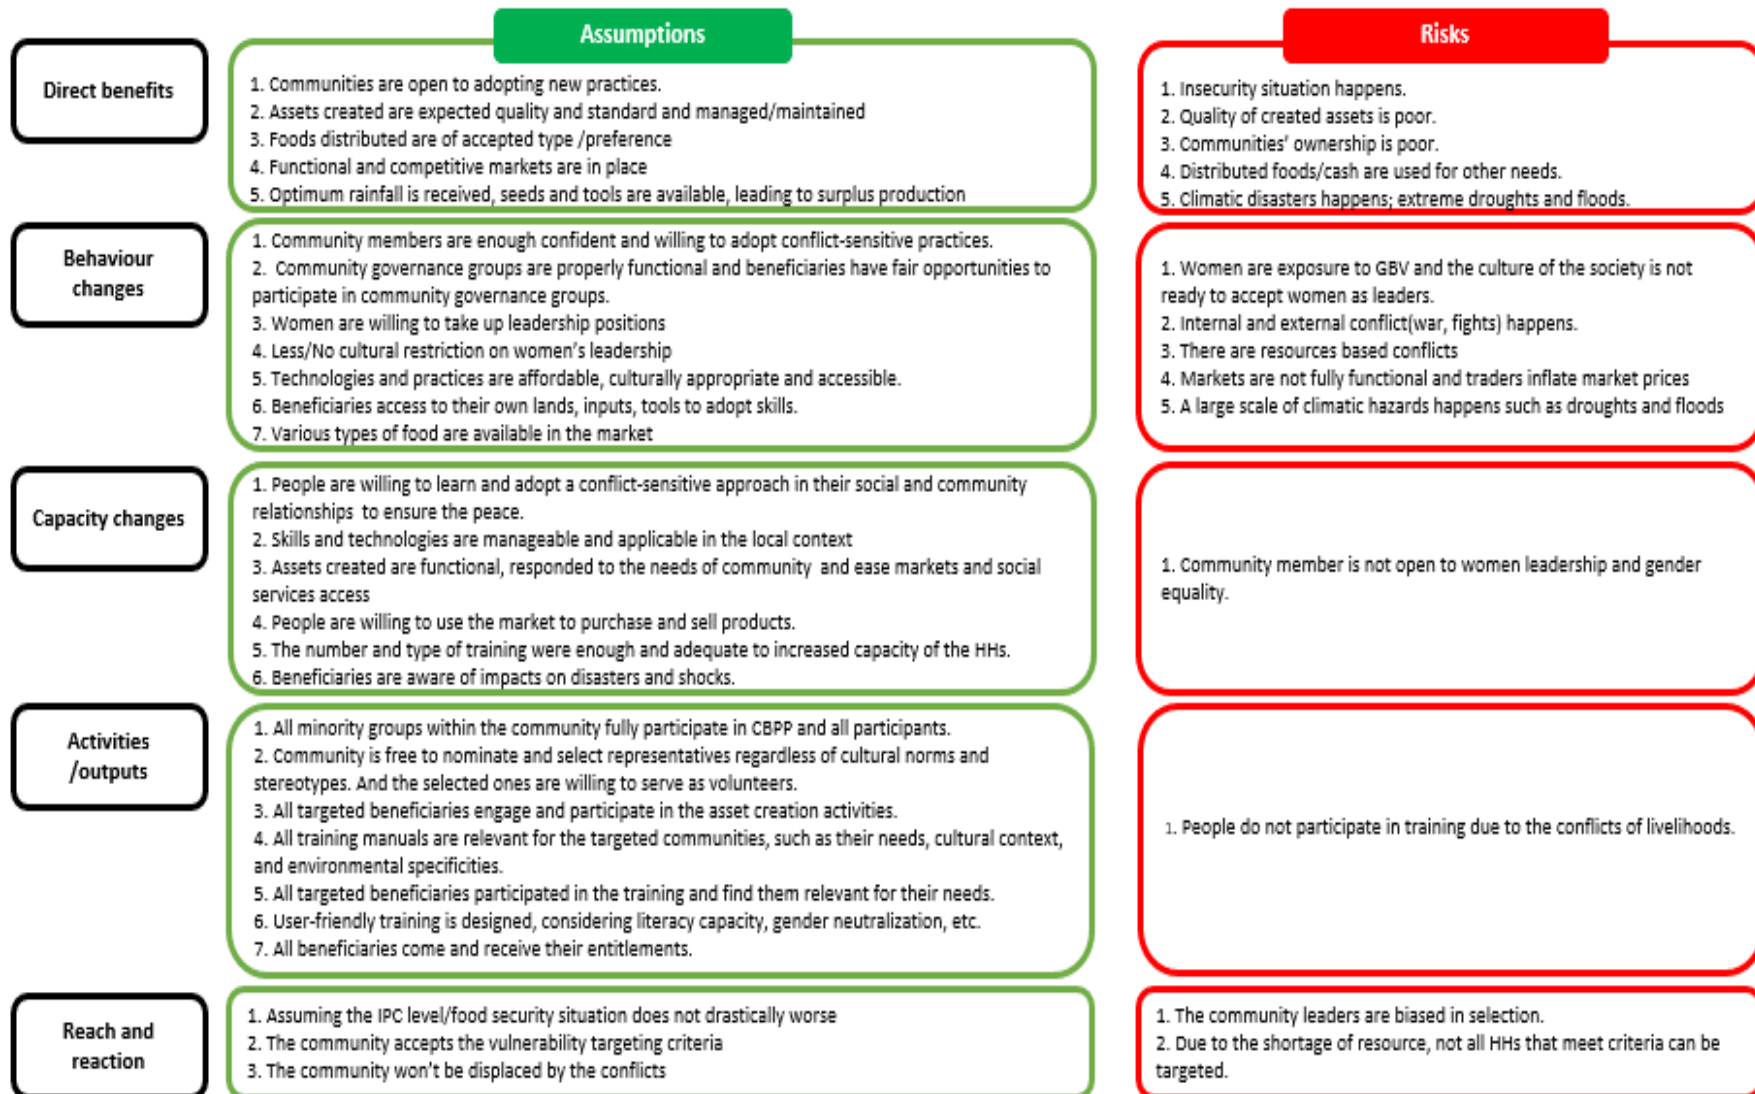 Assumptions
Risks
Direct benefits
1. Communities are open to adopting new practices.
2. Assets created are expected quality and standard and managed/maintained
3. Foods distributed are of accepted type /preference
4. Functional and competitive markets are in place
5. Optimum rainfall is received, seeds and tools are available, leading to surplus production
1. Insecurity situation happens.
2. Quality of created assets is poor.
3. Communities' ownership is poor.
4. Distributed foods/cash are used for other needs.
5. Climatic disasters happens; extreme droughts and floods.
Behaviour
changes
1. Community members are enough confident and willing to adopt conflict-sensitive practices.
2.  Community governance groups are properly functional and beneficiaries have fair opportunities to
participate in community governance groups.
3. Women are willing to take up leadership positions
4. Less/No cultural restriction on women's leadership
5. Technologies and practices are affordable, culturally appropriate and accessible.
6. Beneficiaries access to their own lands, inputs, tools to adopt skills.
7. Various types of food are available in the market
1. Women are exposure to GBV and the culture of the society is not
ready to accept women as leaders.
2. Internal and external conflict(war, fights) happens.
3. There are resources based conflicts
4. Markets are not fully functional and traders inflate market prices
5. A large scale of climatic hazards happens such as droughts and floods
Capacity changes
1. People are willing to learn and adopt a conflict-sensitive approach in their social and community
relationships  to ensure the peace.
2. Skills and technologies are manageable and applicable in the local context
3. Assets created are functional, responded to the needs of community  and ease markets and social
services access
4. People are willing to use the market to purchase and sell products.
5. The number and type of training were enough and adequate to increased capacity of the HHs.
6. Beneficiaries are aware of impacts on disasters and shocks.
1. Community member is not open to women leadership and gender
equality.
Activities
/outputs
1. All minority groups within the community fully participate in CBPP and all participants.
2. Community is free to nominate and select representatives regardless of cultural norms and
stereotypes. And the selected ones are willing to serve as volunteers.
3. All targeted beneficiaries engage and participate in the asset creation activities.
4. All training manuals are relevant for the targeted communities, such as their needs, cultural context,
and environmental specificities.
5. All targeted beneficiaries participated in the training and find them relevant for their needs.
6. User-friendly training is designed, considering literacy capacity, gender neutralization, etc.
7. All beneficiaries come and receive their entitlements.
1. People do not participate in training due to the conflicts of livelihoods.
Reach and
reaction
1. Assuming the IPC level/food security situation does not drastically worse
2. The community accepts the vulnerability targeting criteria
3. The community won't be displaced by the conflicts
1. The community leaders are biased in selection.
2. Due to the shortage of resource, not all HHs that meet criteria can be
targeted.